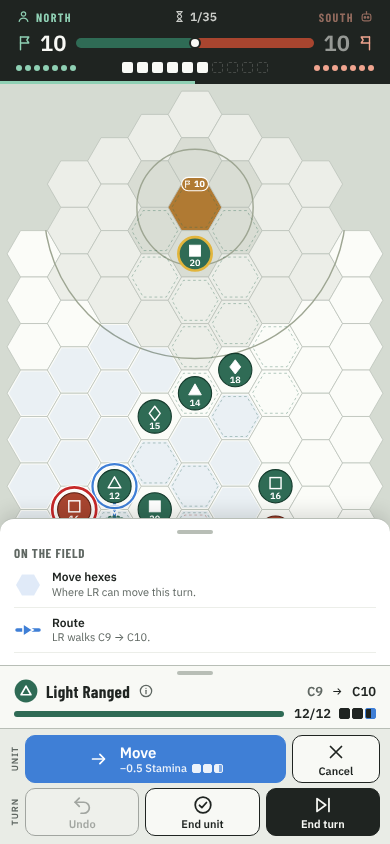 NORTH
1/35
SOUTH
10
10
10
20
18
14
15
12
16
ON THE FIELD
Move hexes
Where LR can move this turn.
Route
LR walks C9 → C10.
Light Ranged
C9 → C10
12/12
UNIT
Move
−0.5 Stamina
Cancel
TURN
Undo
End unit
End turn